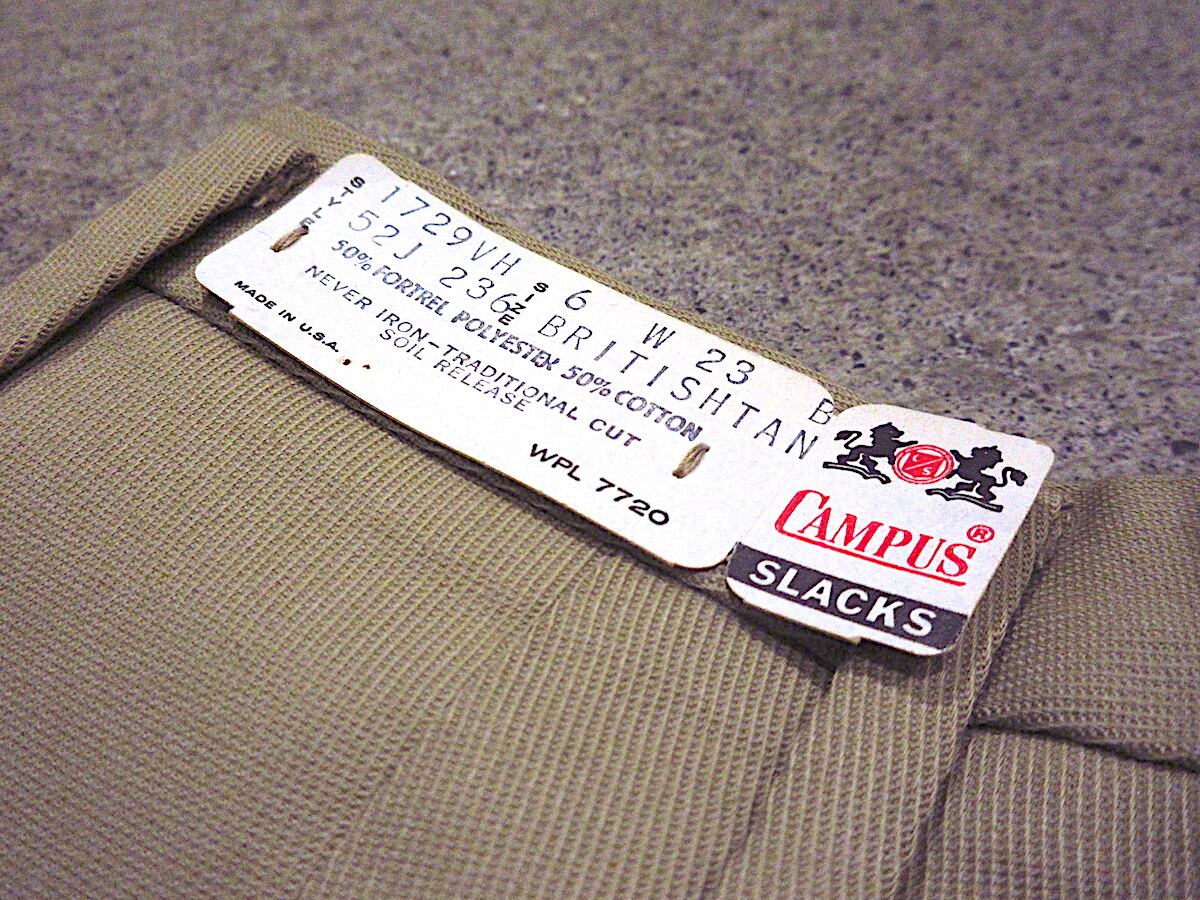 STYLE 1729VH SIZE 6 W 23 B
52J 236 BRITISHTAN
50% FORTREL POLYESTER 50% COTTON
NEVER IRON-TRADITIONAL CUT
SOIL RELEASE
MADE IN U.S.A.
WPL 7720
CAMPUS®
SLACKS